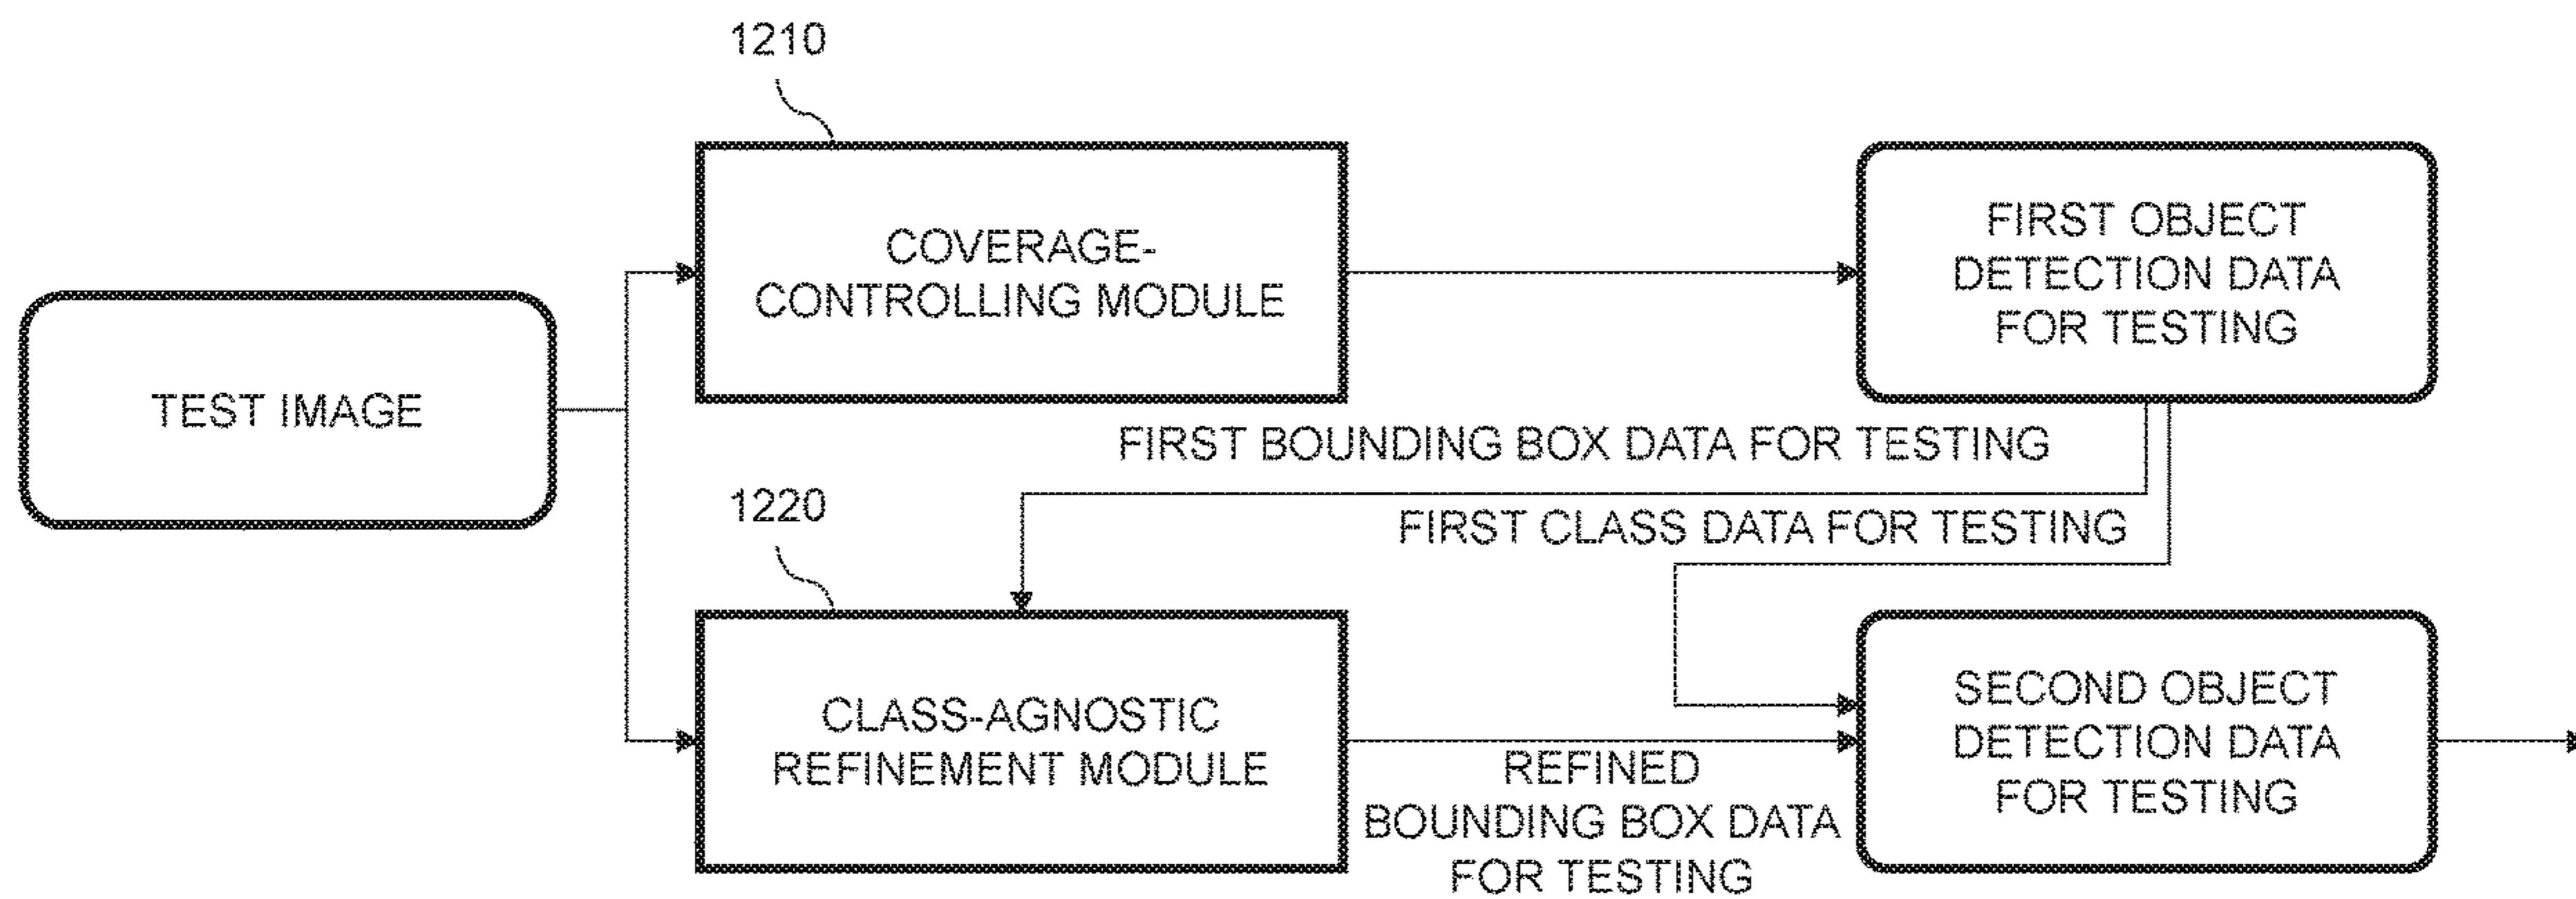 1210
COVERAGE-
CONTROLLING MODULE
FIRST OBJECT
DETECTION DATA
FOR TESTING
TEST IMAGE
FIRST BOUNDING BOX DATA FOR TESTING
1220
FIRST CLASS DATA FOR TESTING
CLASS-AGNOSTIC
REFINEMENT MODULE
REFINED
BOUNDING BOX DATA
FOR TESTING
SECOND OBJECT
DETECTION DATA
FOR TESTING